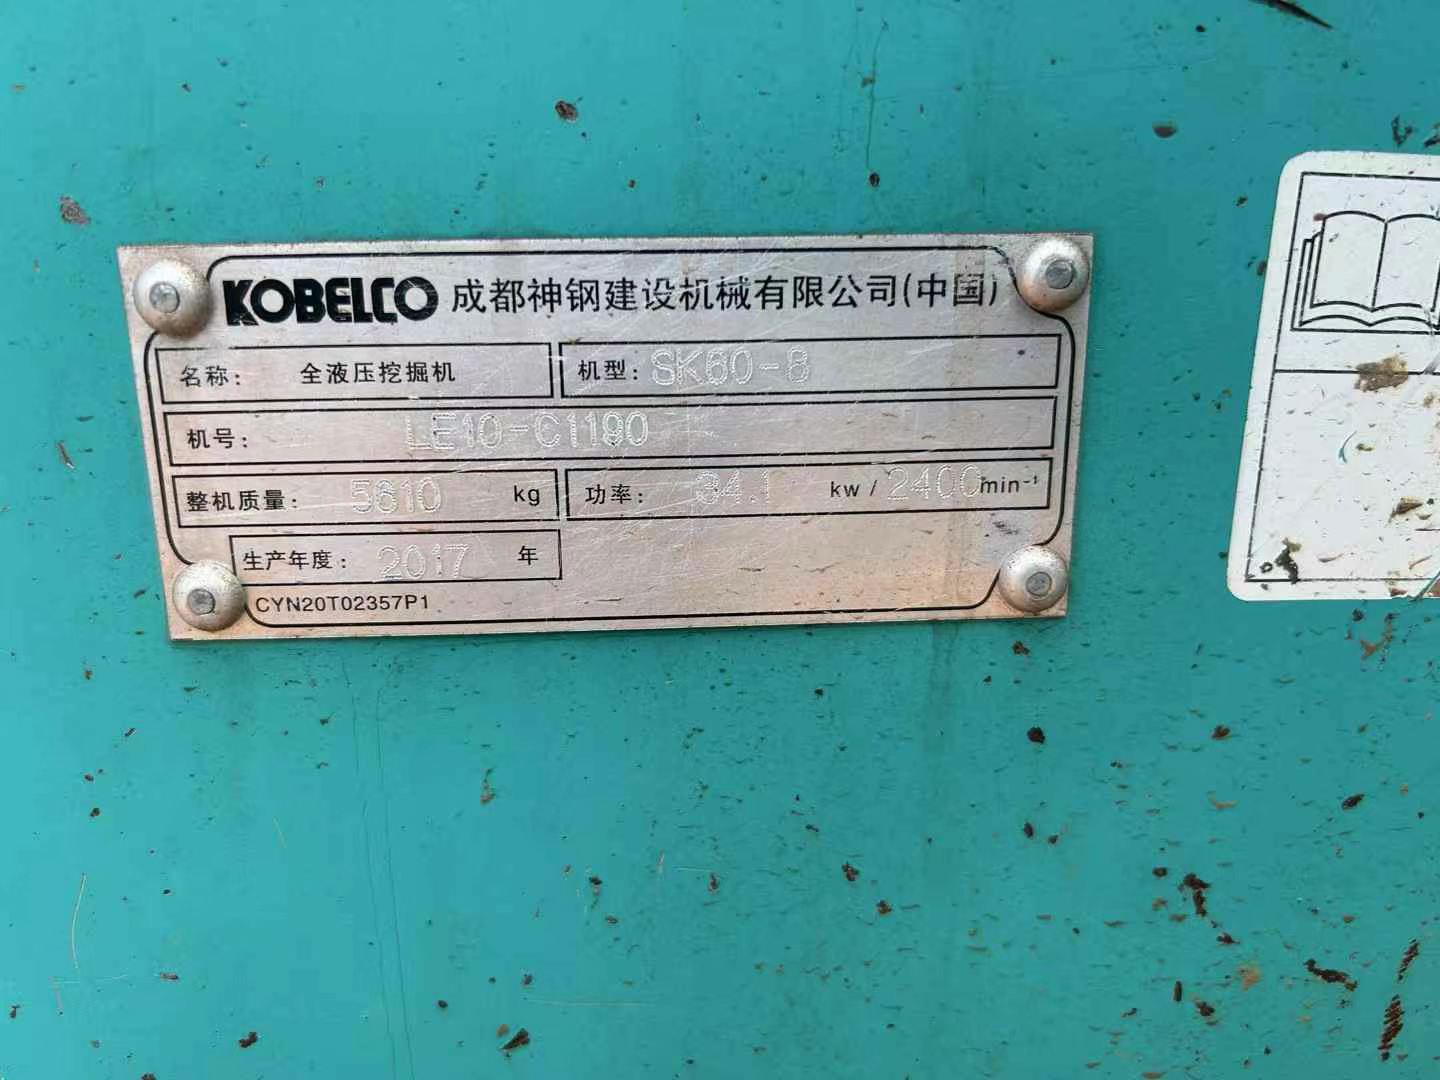 KOBELCO 成都神钢建设机械有限公司(中国)
名称: 全液压挖掘机 机型: SK60-8
机号: LE10-C1190
整机质量: 5610 kg 功率: 34.1 kw / 2400min⁻¹
生产年度: 2017 年
CYN20T02357P1